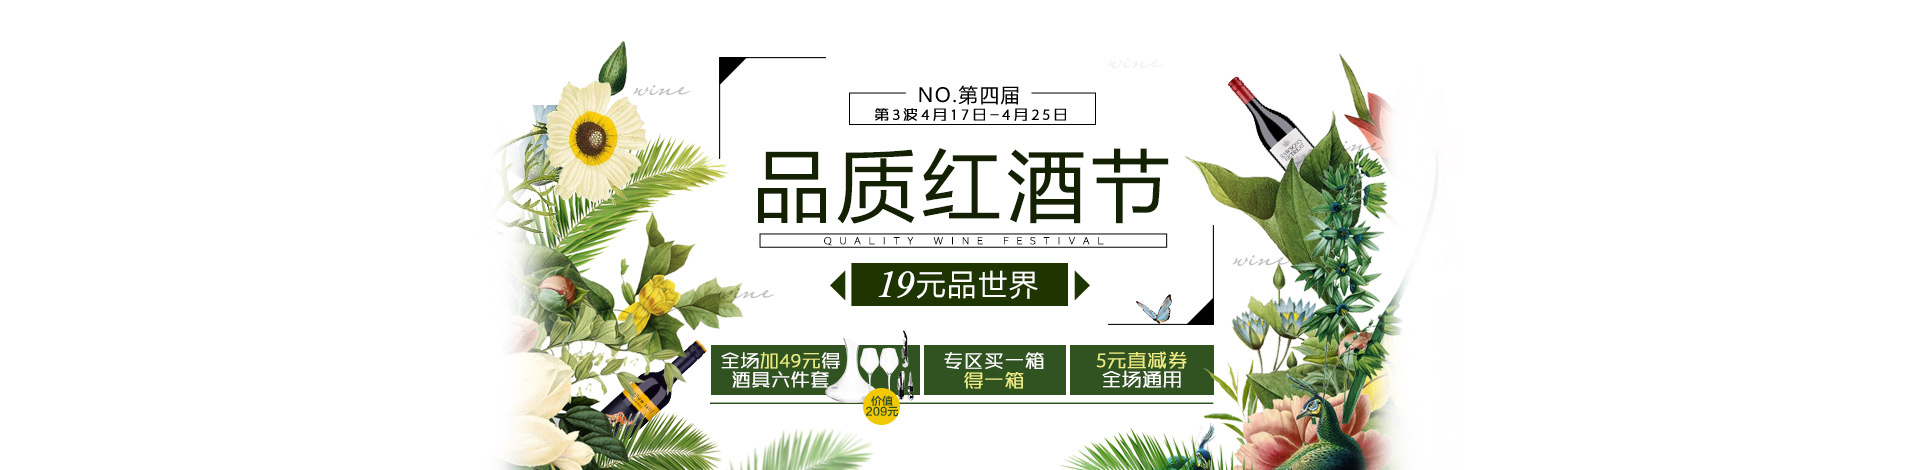 wine
wine
NO.第四届
第3波4月17日-4月25日
品质红酒节
QUALITY WINE FESTIVAL
wine
19元品世界
wine
全场加49元得
酒具六件套
价值
209元
专区买一箱
得一箱
5元直减券
全场通用